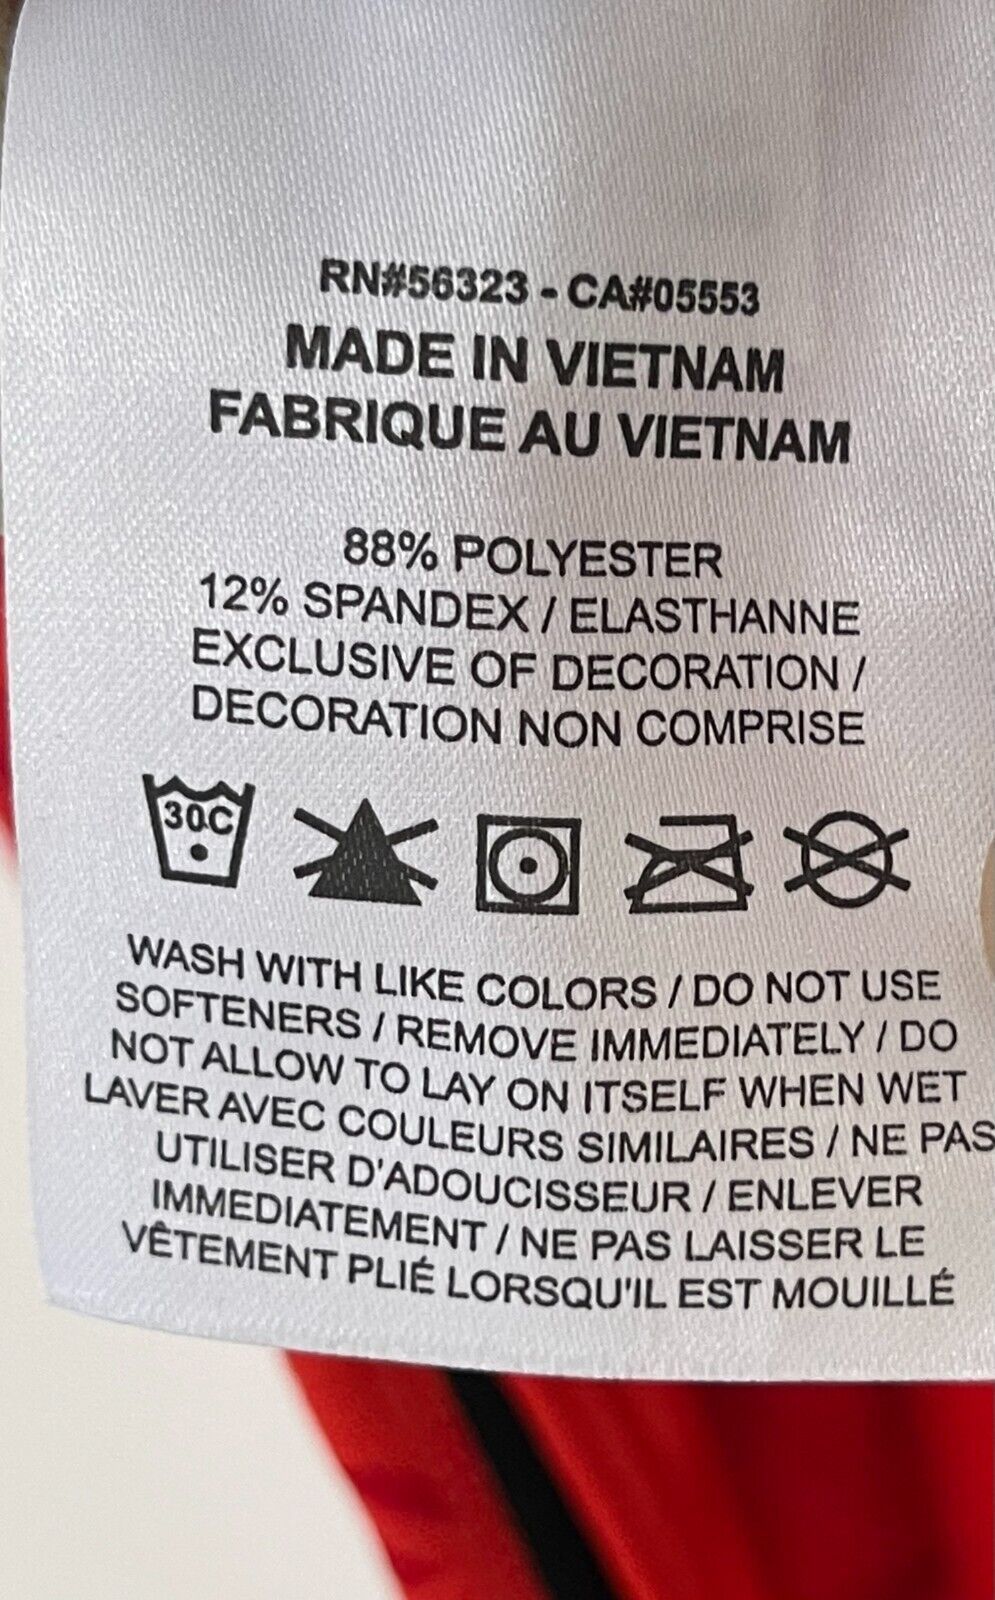 RN#56323 - CA#05553
MADE IN VIETNAM
FABRIQUE AU VIETNAM
88% POLYESTER
12% SPANDEX / ELASTHANNE
EXCLUSIVE OF DECORATION /
DECORATION NON COMPRISE
30C
WASH WITH LIKE COLORS / DO NOT USE
SOFTENERS / REMOVE IMMEDIATELY / DO
NOT ALLOW TO LAY ON ITSELF WHEN WET
LAVER AVEC COULEURS SIMILAIRES / NE PAS
UTILISER D'ADOUCISSEUR / ENLEVER
IMMEDIATEMENT / NE PAS LAISSER LE
VÊTEMENT PLIÉ LORSQU'IL EST MOUILLÉ